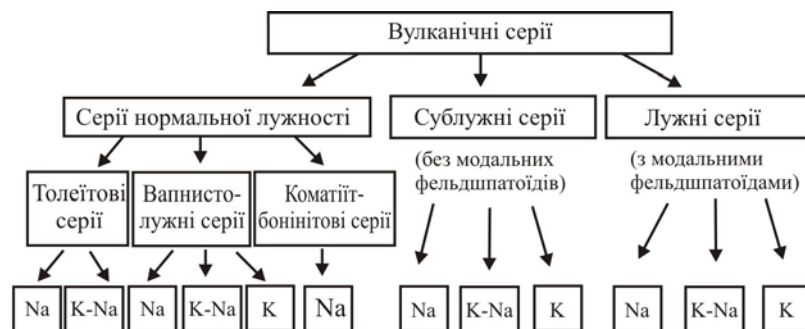 Вулканічні серії
Серії нормальної лужності
Сублужні серії
Лужні серії
(без модальних
фельдшпатоїдів)
(з модальними
фельдшпатоїдами)
Толеїтові
серії
Вапнисто-
лужні серії
Коматіїт-
бонінітові серії
Na
K-Na
Na
K-Na
K
Na
Na
K-Na
K
Na
K-Na
K